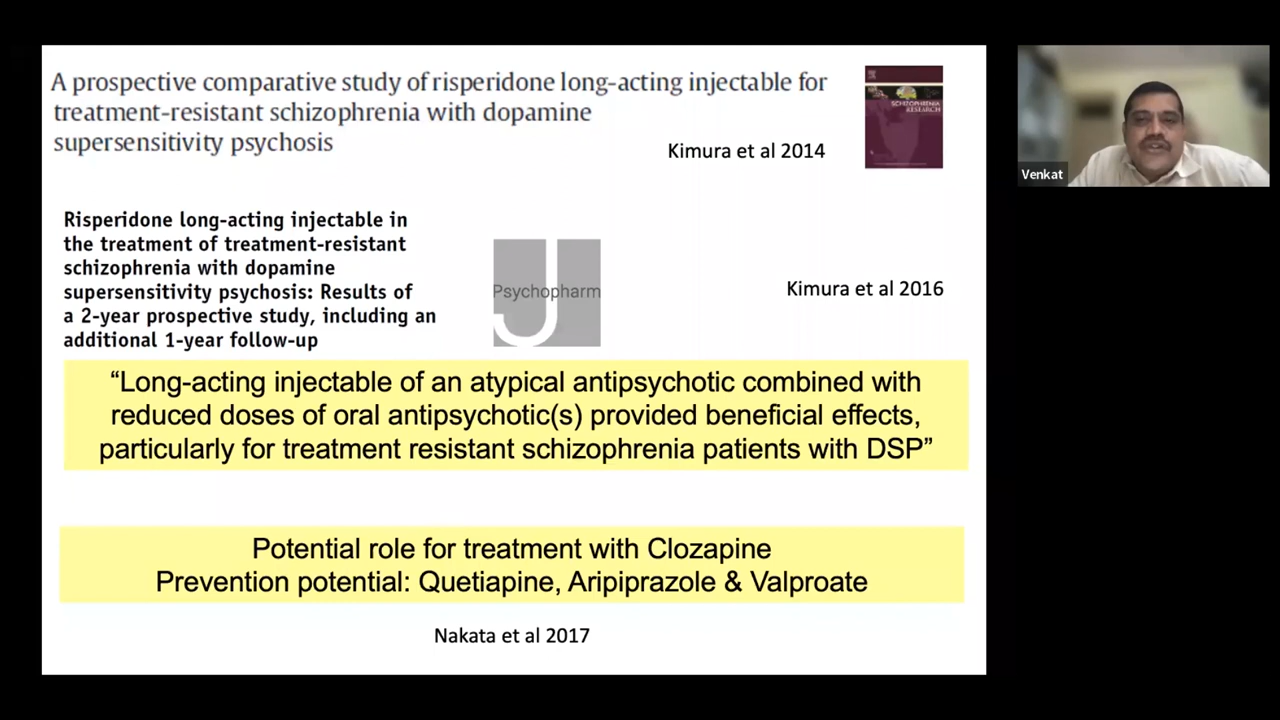 A prospective comparative study of risperidone long-acting injectable for
treatment-resistant schizophrenia with dopamine
supersensitivity psychosis
Kimura et al 2014
SCHIZOPHRENIA
RESEARCH
Venkat
Risperidone long-acting injectable in
the treatment of treatment-resistant
schizophrenia with dopamine
supersensitivity psychosis: Results of
a 2-year prospective study, including an
additional 1-year follow-up
J
Psychopharm
Kimura et al 2016
“Long-acting injectable of an atypical antipsychotic combined with
reduced doses of oral antipsychotic(s) provided beneficial effects,
particularly for treatment resistant schizophrenia patients with DSP”
Potential role for treatment with Clozapine
Prevention potential: Quetiapine, Aripiprazole & Valproate
Nakata et al 2017